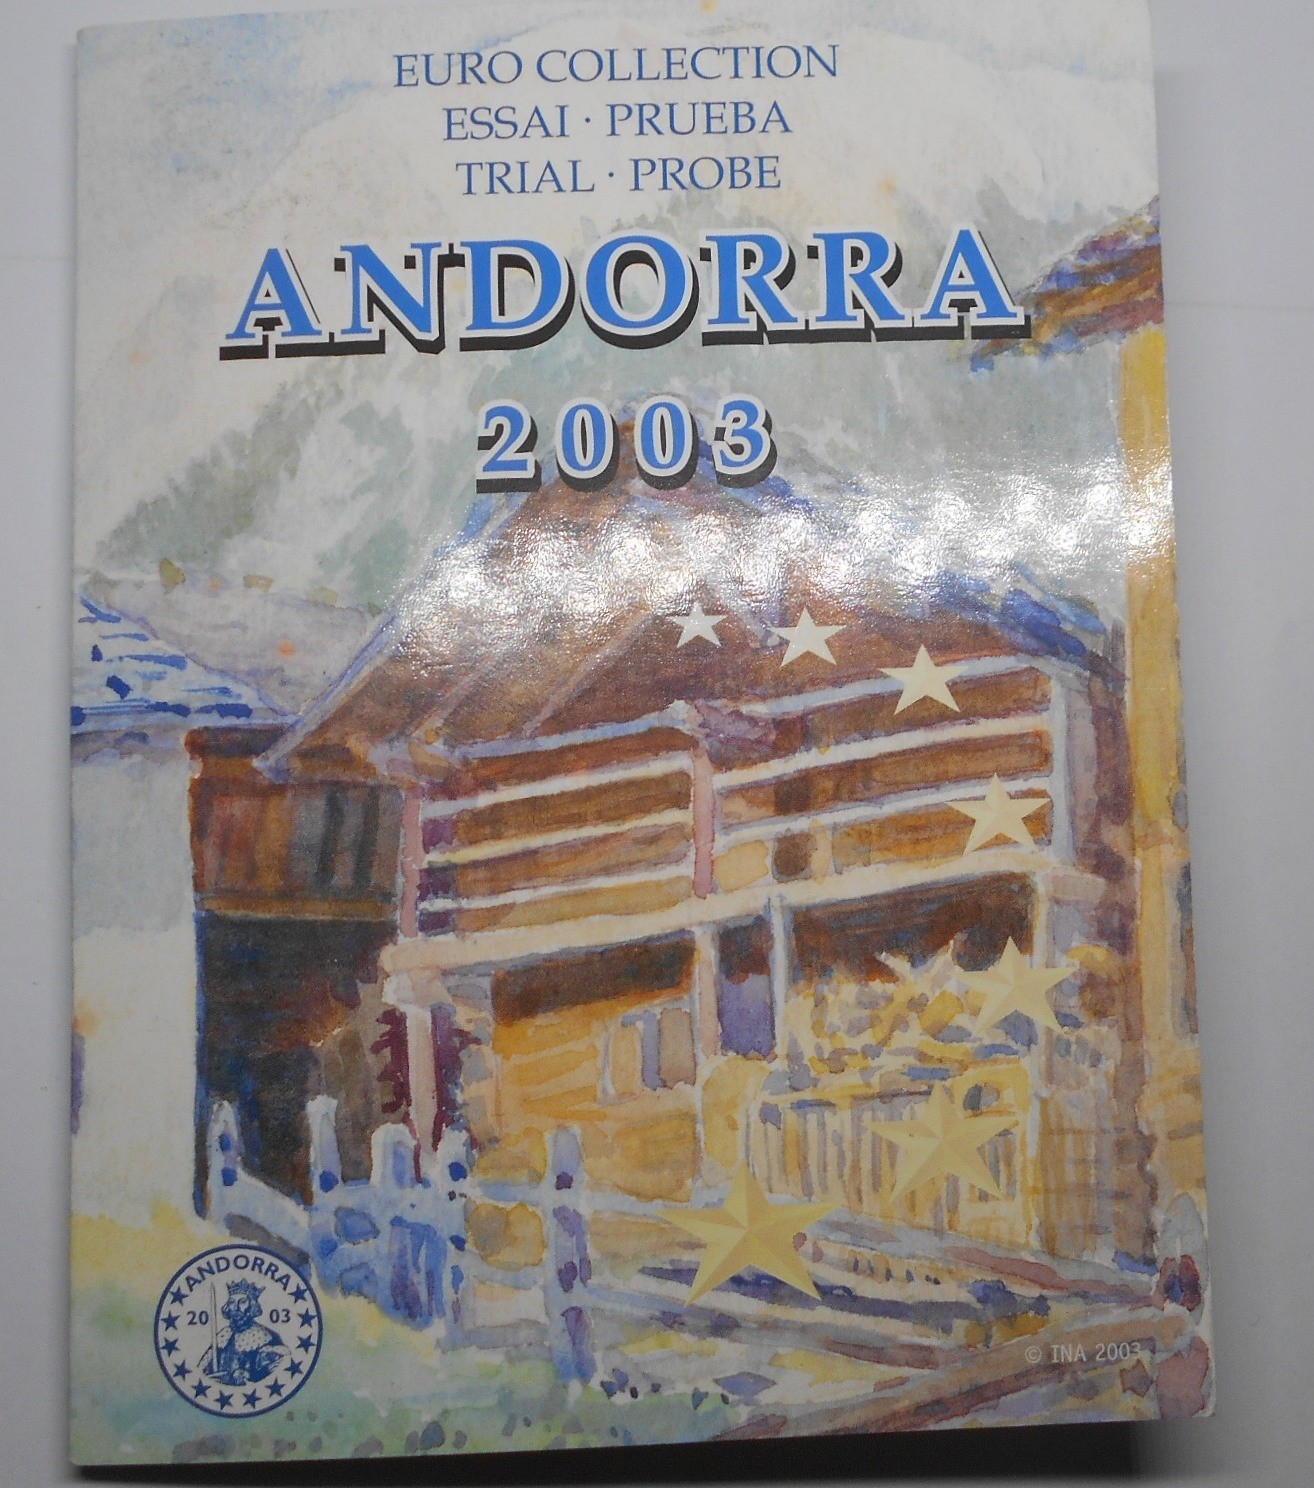 EURO COLLECTION
ESSAI · PRUEBA
TRIAL · PROBE
ANDORRA
2003
ANDORRA
20 03
© INA 2003